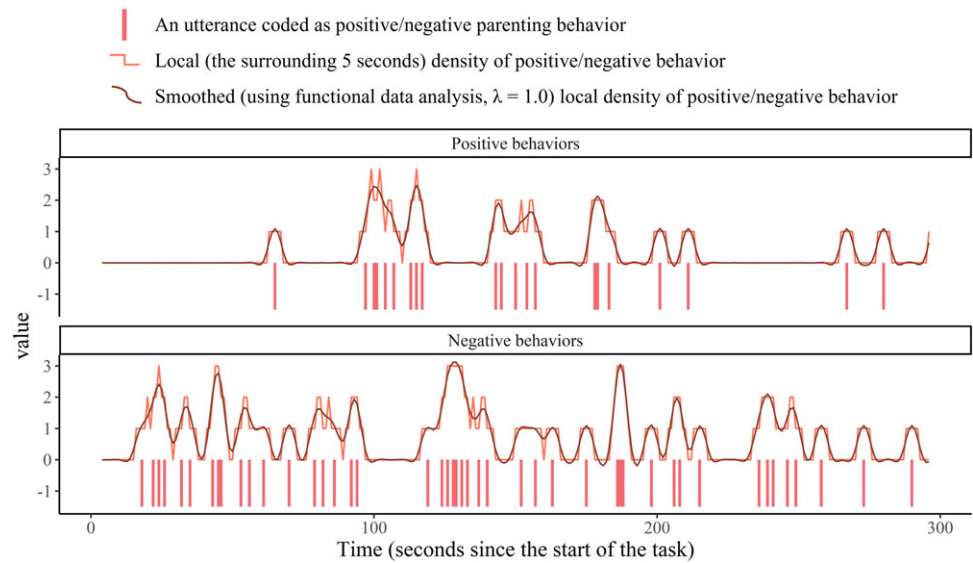 An utterance coded as positive/negative parenting behavior
Local (the surrounding 5 seconds) density of positive/negative behavior
Smoothed (using functional data analysis, λ = 1.0) local density of positive/negative behavior
Positive behaviors
3
2
1
0
-1
value
Negative behaviors
3
2
1
0
-1
0 100 200 300
Time (seconds since the start of the task)